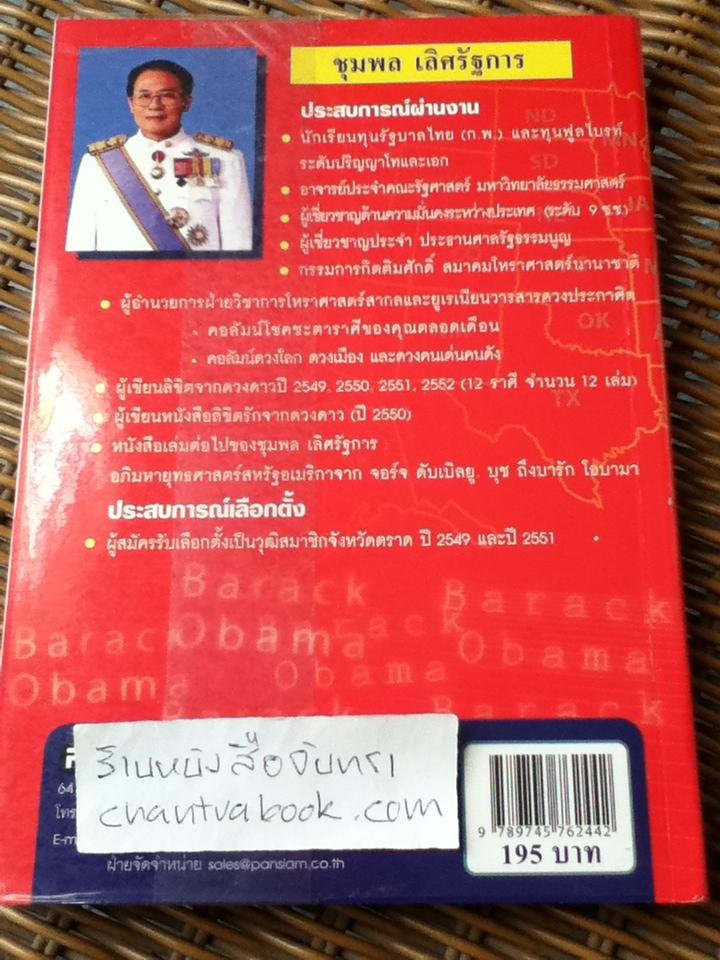 ชุมพล เลิศรัฐการ
ประสบการณ์ผ่านงาน
• นักเรียนทุนรัฐบาลไทย (ก.พ.) และทุนฟูลไบรท์
ระดับปริญญาโทและเอก
• อาจารย์ประจำคณะรัฐศาสตร์ มหาวิทยาลัยธรรมศาสตร์
• ผู้เชี่ยวชาญด้านความมั่นคงระหว่างประเทศ (ระดับ 9 ชช.)
• ผู้เชี่ยวชาญประจำ ประธานศาลรัฐธรรมนูญ
• กรรมการกิตติมศักดิ์ สมาคมโหราศาสตร์นานาชาติ
• ผู้อำนวยการฝ่ายวิชาการโหราศาสตร์สากลและยูเรเนียนวารสารดวงประกาศิต
- คอลัมน์โชคชะตาราศีของคุณตลอดเดือน
- คอลัมน์ดวงโลก ดวงเมือง และดวงคนเด่นคนดัง
• ผู้เขียนลิขิตจากดวงดาวปี 2549, 2550, 2551, 2552 (12 ราศี จำนวน 12 เล่ม)
• ผู้เขียนหนังสือลิขิตรักจากดวงดาว (ปี 2550)
• หนังสือเล่มต่อไปของชุมพล เลิศรัฐการ
อภิมหายุทธศาสตร์สหรัฐอเมริกาจาก จอร์จ ดับเบิลยู. บุช ถึงบารัก โอบามา
ประสบการณ์เลือกตั้ง
• ผู้สมัครรับเลือกตั้งเป็นวุฒิสมาชิกจังหวัดตราด ปี 2549 และปี 2551
ND
SD
OK
TX
Barack Barack
Barack Obama Barack Obama
Obama Obama
Barack
ร้านหนังสือจันทรา
chantrabook.com
64
โทร
E-m
ฝ่ายจัดจำหน่าย sales@pansiam.co.th
9 789745 762442
195 บาท